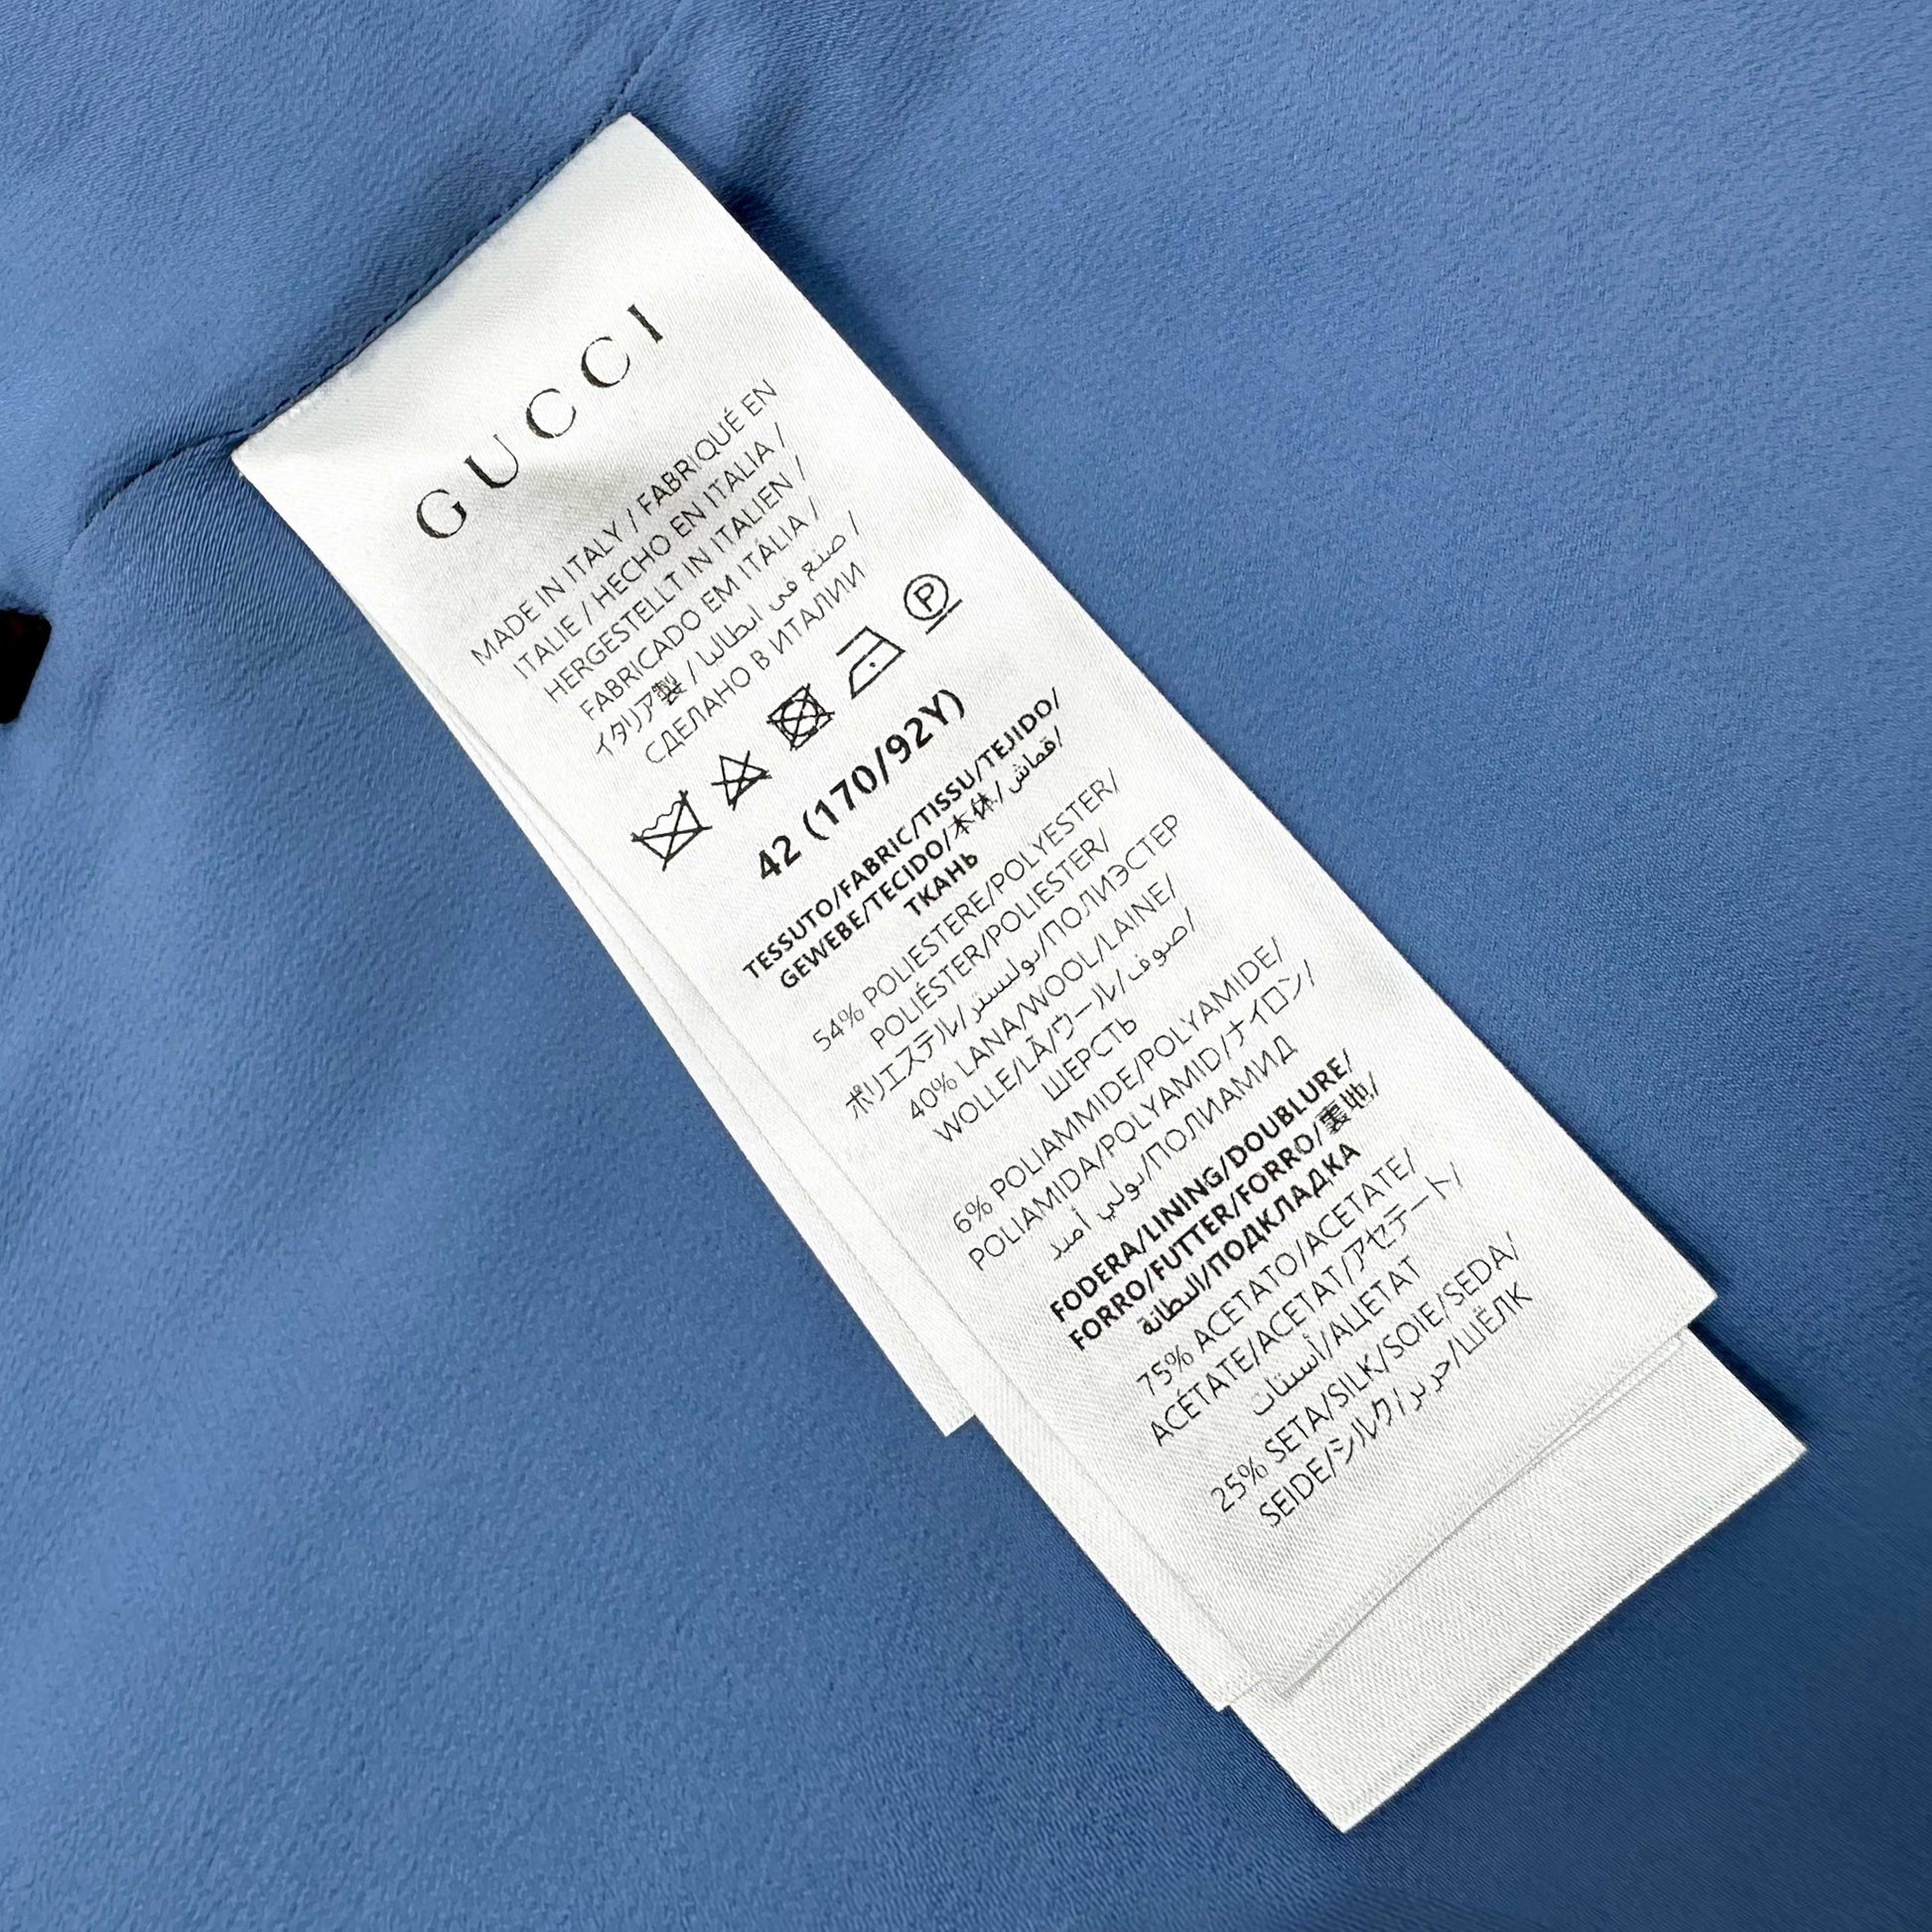 GUCCI
MADE IN ITALY / FABRIQUÉ EN
ITALIE / HECHO EN ITALIA /
HERGESTELLT IN ITALIEN /
FABRICADO EM ITÁLIA /
イタリア製 / صنع في ايطاليا /
СДЕЛАНО В ИТАЛИИ
P
42 (170/92Y)
TESSUTO/FABRIC/TISSU/TEJIDO/
GEWEBE/TECIDO/本体/قماش/
ТКАНЬ
54% POLIESTERE/POLYESTER/
POLIÉSTER/POLIESTER/
ポリエステル/بوليستر/ПОЛИЭСТЕР
40% LANA/WOOL/LAINE/
WOLLE/LÃ/ウール/صوف/
ШЕРСТЬ
6% POLIAMMIDE/POLYAMIDE/
POLIAMIDA/POLYAMID/ナイロン/
بولي أميد/ПОЛИАМИД
FODERA/LINING/DOUBLURE/
FORRO/FUTTER/FORRO/裏地/
البطانة/ПОДКЛАДКА
75% ACETATO/ACETATE/
ACÉTATE/ACETAT/アセテート/
أسيتات/АЦЕТАТ
25% SETA/SILK/SOIE/SEDA/
SEIDE/シルク/حرير/ШЁЛК